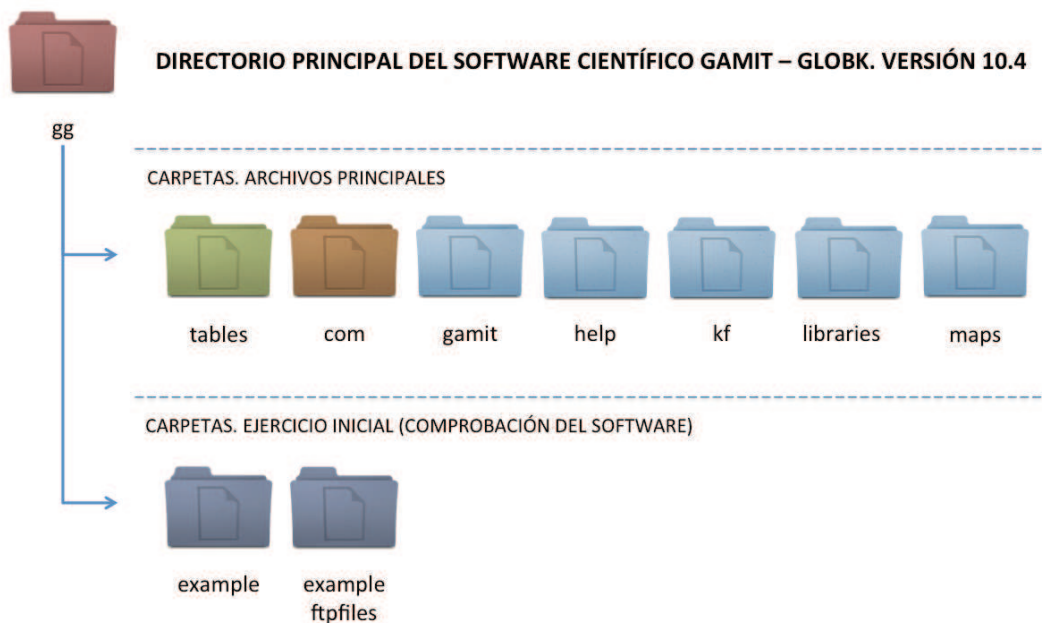 DIRECTORIO PRINCIPAL DEL SOFTWARE CIENTÍFICO GAMIT – GLOBK. VERSIÓN 10.4
gg
CARPETAS. ARCHIVOS PRINCIPALES
tables com gamit help kf libraries maps
CARPETAS. EJERCICIO INICIAL (COMPROBACIÓN DEL SOFTWARE)
example example
ftpfiles